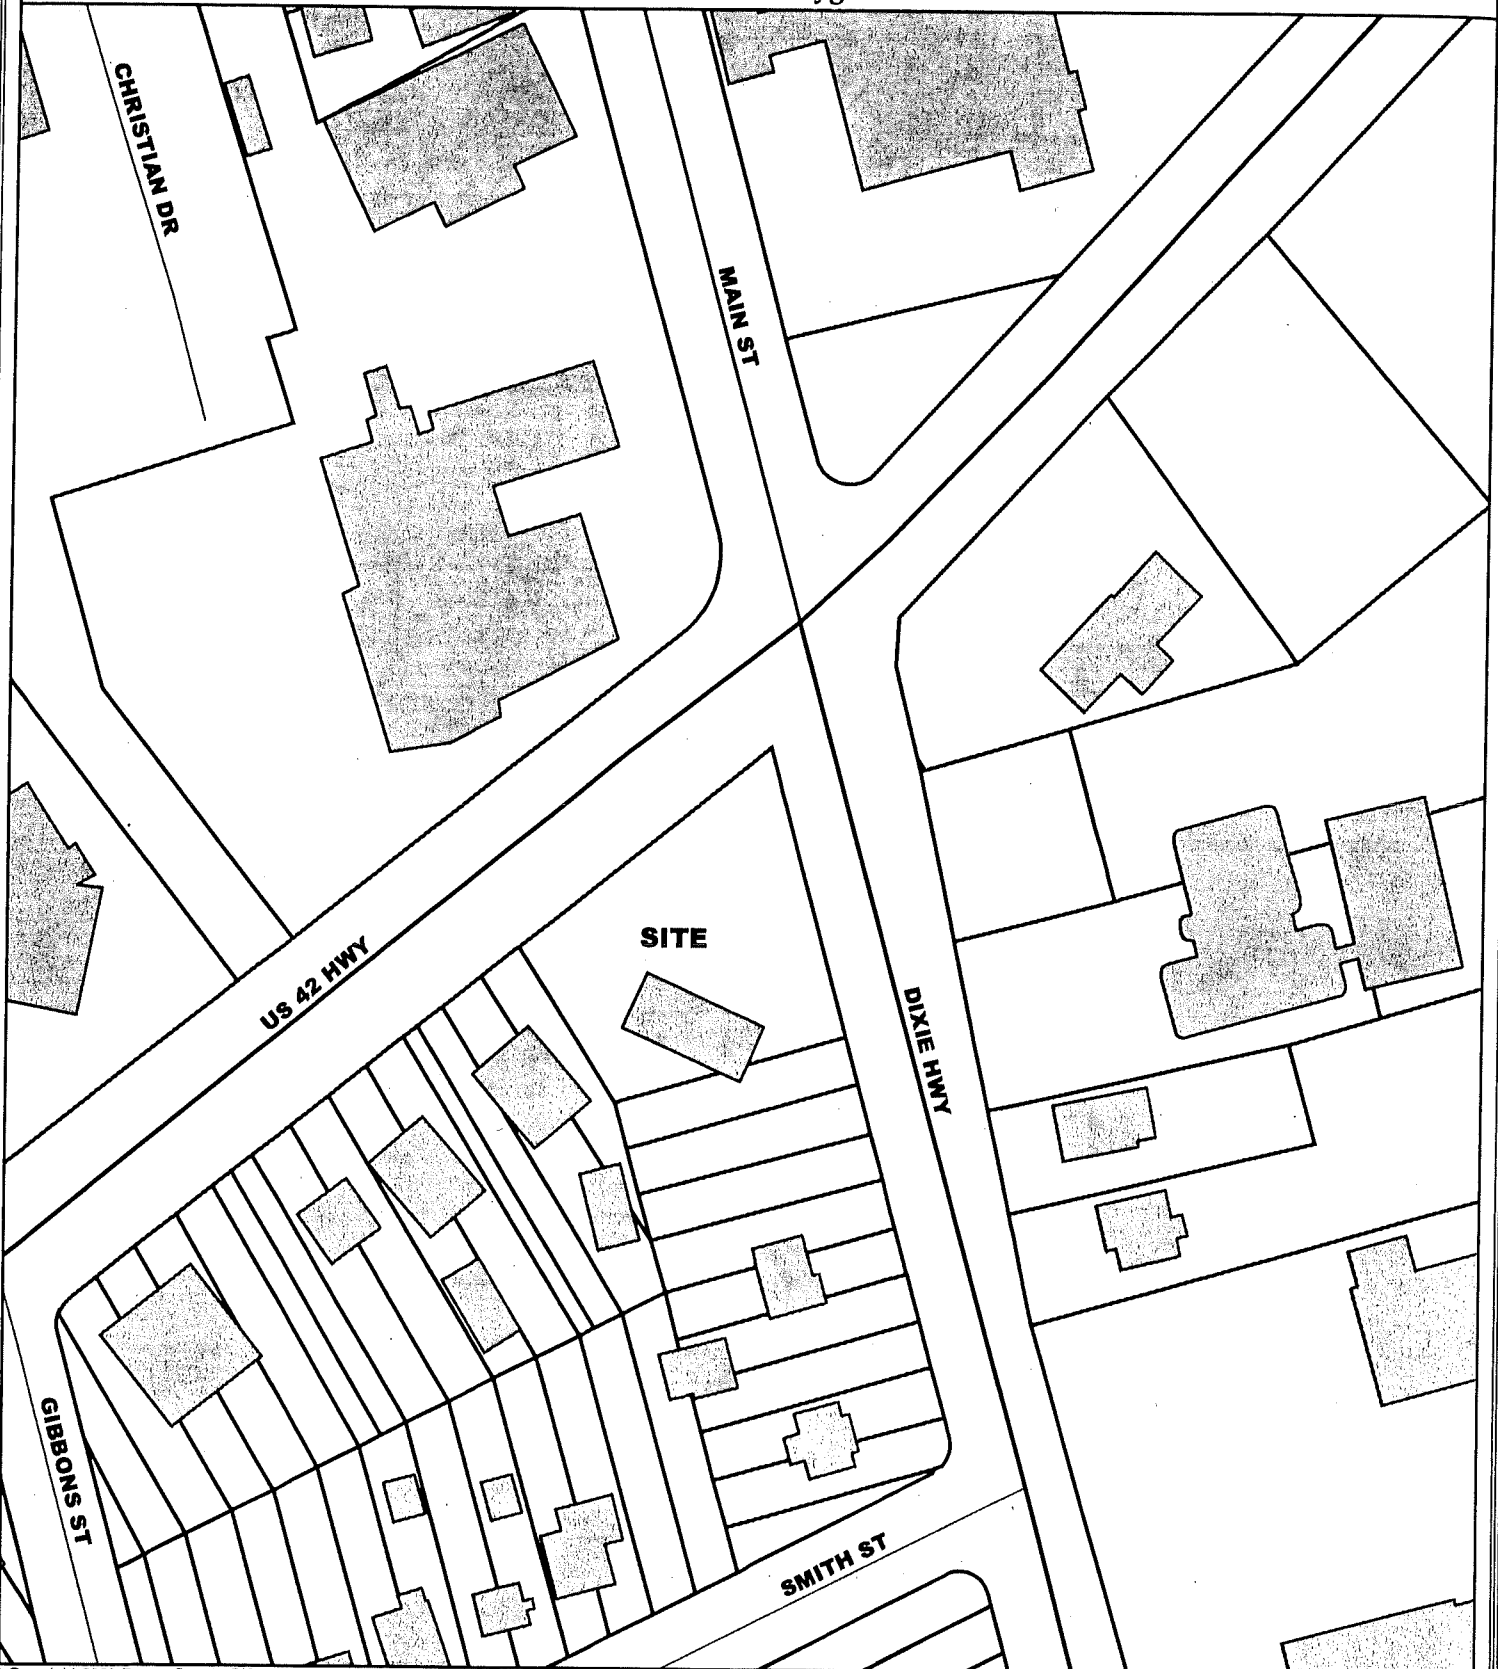 CHRISTIAN DR
MAIN ST
SITE
US 42 HWY
DIXIE HWY
GIBBONS ST
SMITH ST